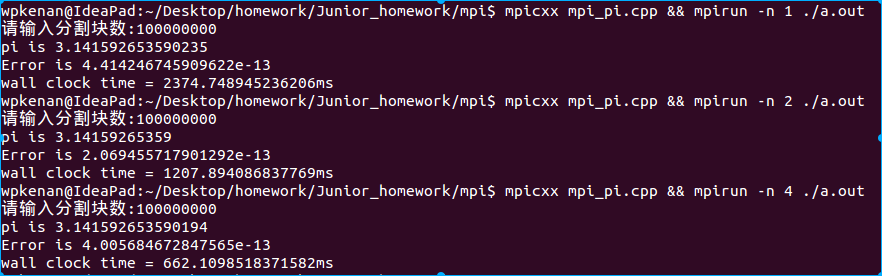 wpkenan@IdeaPad:~/Desktop/homework/Junior_homework/mpi$ mpicxx mpi_pi.cpp && mpirun -n 1 ./a.out
请输入分割块数:100000000
pi is 3.141592653590235
Error is 4.414246745909622e-13
wall clock time = 2374.748945236206ms
wpkenan@IdeaPad:~/Desktop/homework/Junior_homework/mpi$ mpicxx mpi_pi.cpp && mpirun -n 2 ./a.out
请输入分割块数:100000000
pi is 3.14159265359
Error is 2.069455717901292e-13
wall clock time = 1207.894086837769ms
wpkenan@IdeaPad:~/Desktop/homework/Junior_homework/mpi$ mpicxx mpi_pi.cpp && mpirun -n 4 ./a.out
请输入分割块数:100000000
pi is 3.141592653590194
Error is 4.005684672847565e-13
wall clock time = 662.1098518371582ms